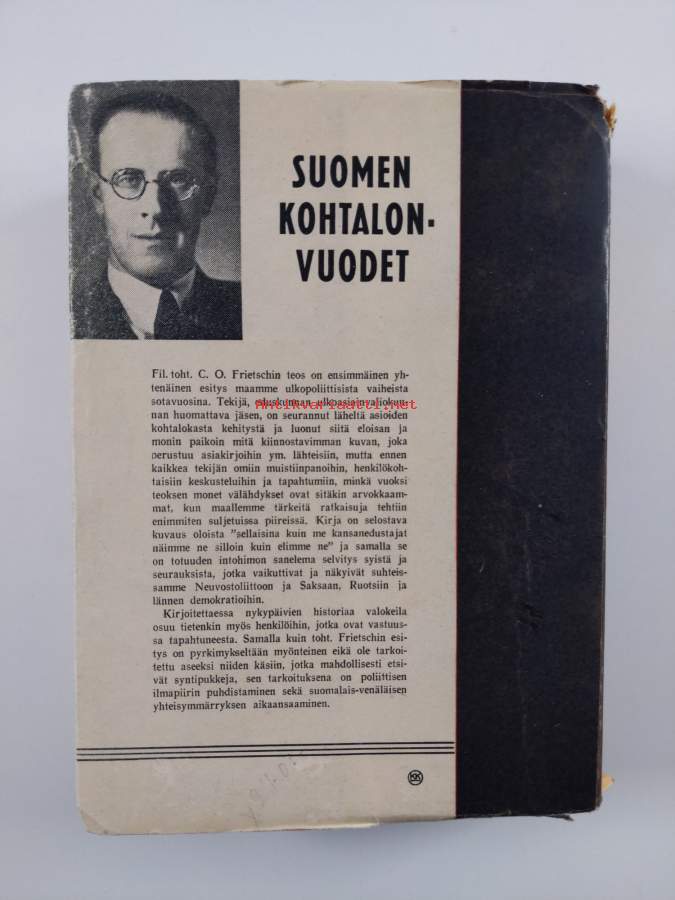 SUOMEN
KOHTALON-
VUODET
Fil. toht. C. O. Frietschin teos on ensimmäinen yh-
tenäinen esitys maamme ulkopoliittisista vaiheista
sotavuosina. Tekijä, eduskunnan ulkoasiainvaliokun-
Antikvariaatti.net
nan huomattava jäsen, on seurannut läheltä asioiden
kohtalokasta kehitystä ja luonut siitä eloisan ja
monin paikoin mitä kiinnostavimman kuvan, joka
perustuu asiakirjoihin ym. lähteisiin, mutta ennen
kaikkea tekijän omiin muistiinpanoihin, henkilökoh-
taisiin keskusteluihin ja tapahtumiin, minkä vuoksi
teoksen monet välähdykset ovat sitäkin arvokkaam-
mat, kun maallemme tärkeitä ratkaisuja tehtiin
enimmiten suljetuissa piireissä. Kirja on selostava
kuvaus oloista "sellaisina kuin me kansanedustajat
näimme ne silloin kuin elimme ne" ja samalla se
on totuuden intohimon sanelema selvitys syistä ja
seurauksista, jotka vaikuttivat ja näkyivät suhteis-
samme Neuvostoliittoon ja Saksaan, Ruotsiin ja
lännen demokratioihin.
Kirjoitettaessa nykypäivien historiaa valokeila
osuu tietenkin myös henkilöihin, jotka ovat vastuus-
sa tapahtuneesta. Samalla kuin toht. Frietschin esi-
tys on pyrkimykseltään myönteinen eikä ole tarkoi-
tettu aseeksi niiden käsiin, jotka mahdollisesti etsi-
vät syntipukkeja, sen tarkoituksena on poliittisen
ilmapiirin puhdistaminen sekä suomalais-venäläisen
yhteisymmärryksen aikaansaaminen.
KK